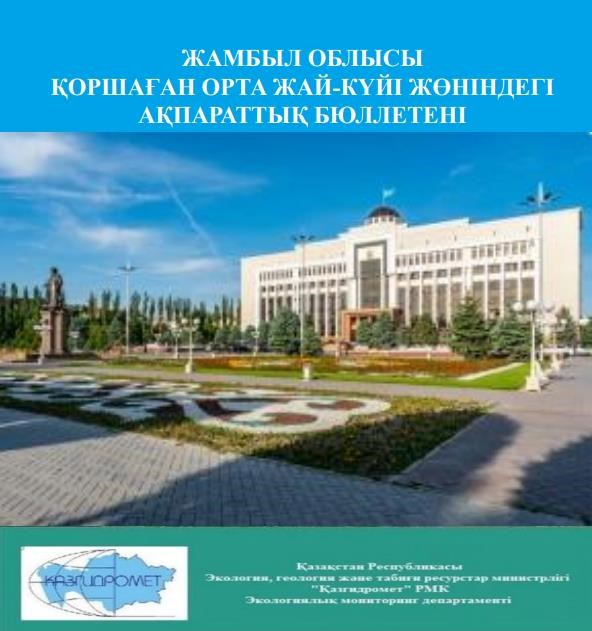 ЖАМБЫЛ ОБЛЫСЫ
ҚОРШАҒАН ОРТА ЖАЙ-КҮЙІ ЖӨНІНДЕГІ
АҚПАРАТТЫҚ БЮЛЛЕТЕНІ
ҚАЗГИДРОМЕТ
Қазақстан Республикасы
Экология, геология және табиғи ресурстар министрлігі
"Қазгидромет" РМК
Экологиялық мониторинг департаменті